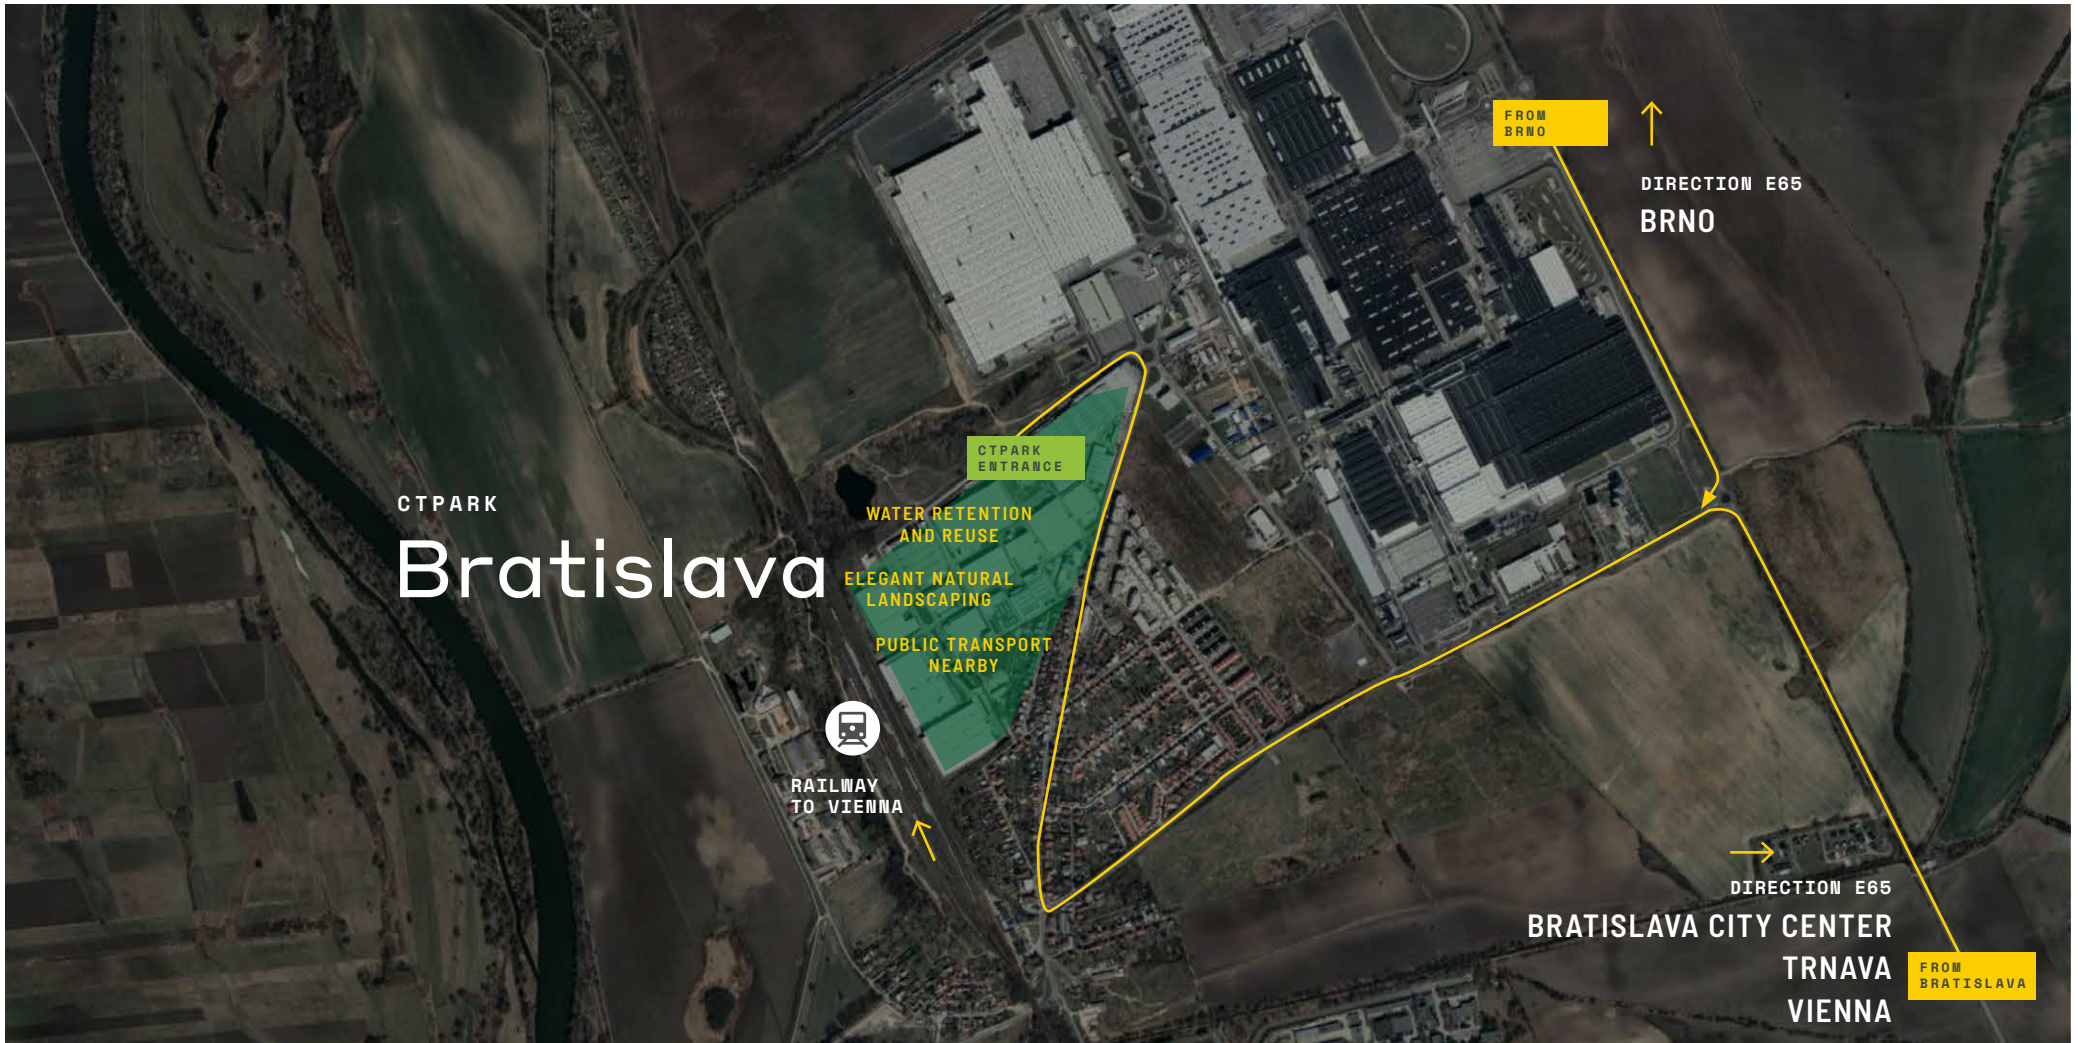 FROM
BRNO
DIRECTION E65
BRNO
CTPARK
ENTRANCE
CTPARK
Bratislava
WATER RETENTION
AND REUSE
ELEGANT NATURAL
LANDSCAPING
PUBLIC TRANSPORT
NEARBY
RAILWAY
TO VIENNA
DIRECTION E65
BRATISLAVA CITY CENTER
TRNAVA
VIENNA
FROM
BRATISLAVA